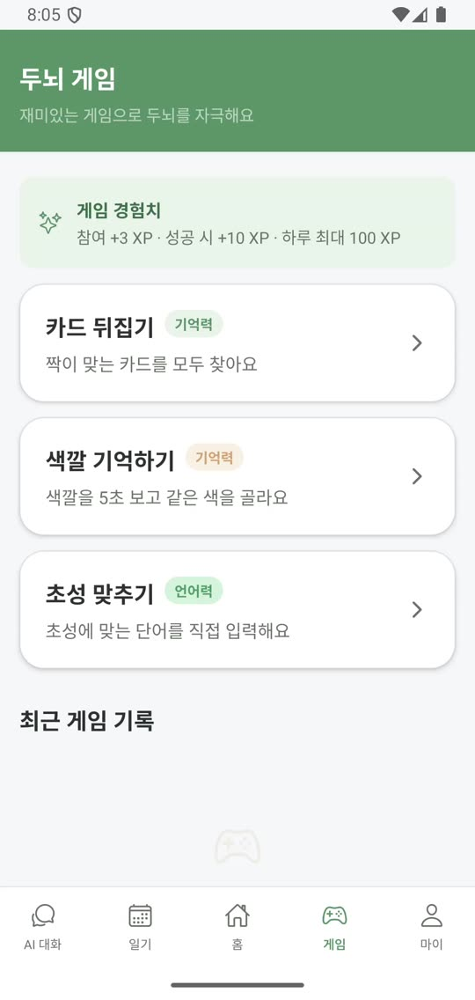 8:05
두뇌 게임
재미있는 게임으로 두뇌를 자극해요
게임 경험치
참여 +3 XP · 성공 시 +10 XP · 하루 최대 100 XP
카드 뒤집기 기억력
짝이 맞는 카드를 모두 찾아요
색깔 기억하기 기억력
색깔을 5초 보고 같은 색을 골라요
초성 맞추기 언어력
초성에 맞는 단어를 직접 입력해요
최근 게임 기록
AI 대화 일기 홈 게임 마이